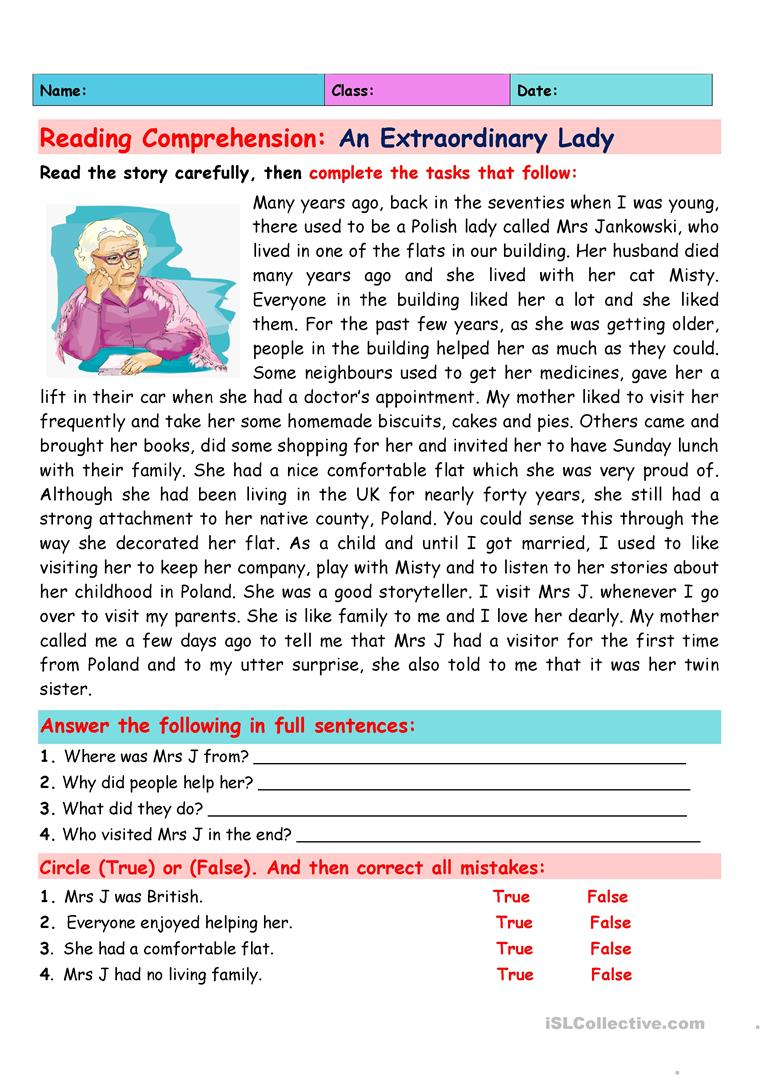 Name: Class: Date:
Reading Comprehension: An Extraordinary Lady
Read the story carefully, then complete the tasks that follow:
Many years ago, back in the seventies when I was young,
there used to be a Polish lady called Mrs Jankowski, who
lived in one of the flats in our building. Her husband died
many years ago and she lived with her cat Misty.
Everyone in the building liked her a lot and she liked
them. For the past few years, as she was getting older,
people in the building helped her as much as they could.
Some neighbours used to get her medicines, gave her a
lift in their car when she had a doctor's appointment. My mother liked to visit her
frequently and take her some homemade biscuits, cakes and pies. Others came and
brought her books, did some shopping for her and invited her to have Sunday lunch
with their family. She had a nice comfortable flat which she was very proud of.
Although she had been living in the UK for nearly forty years, she still had a
strong attachment to her native county, Poland. You could sense this through the
way she decorated her flat. As a child and until I got married, I used to like
visiting her to keep her company, play with Misty and to listen to her stories about
her childhood in Poland. She was a good storyteller. I visit Mrs J. whenever I go
over to visit my parents. She is like family to me and I love her dearly. My mother
called me a few days ago to tell me that Mrs J had a visitor for the first time
from Poland and to my utter surprise, she also told to me that it was her twin
sister.
Answer the following in full sentences:
1. Where was Mrs J from? ______________________________
2. Why did people help her? ______________________________
3. What did they do? ______________________________
4. Who visited Mrs J in the end? ______________________________
Circle (True) or (False). And then correct all mistakes:
1. Mrs J was British. True False
2. Everyone enjoyed helping her. True False
3. She had a comfortable flat. True False
4. Mrs J had no living family. True False
iSLCollective.com